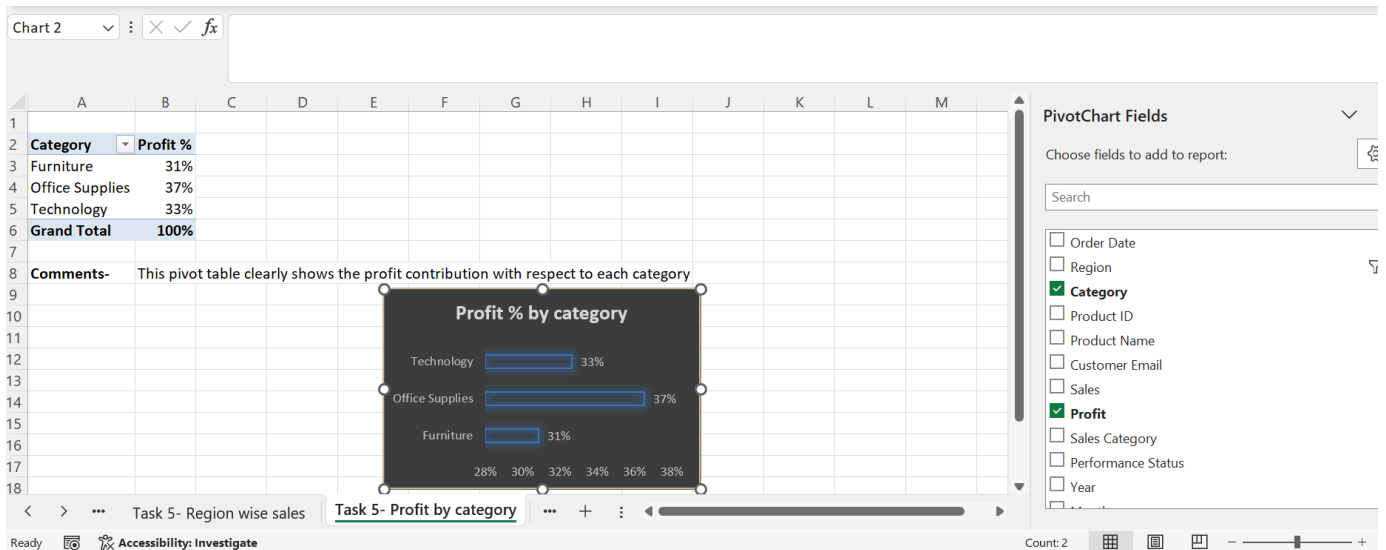 Chart 2
fx
A B C D E F G H I J K L M
1
2 Category Profit %
3 Furniture 31%
4 Office Supplies 37%
5 Technology 33%
6 Grand Total 100%
7
8 Comments- This pivot table clearly shows the profit contribution with respect to each category
9
10
11
12
13
14
15
16
17
18
Profit % by category
Technology 33%
Office Supplies 37%
Furniture 31%
28% 30% 32% 34% 36% 38%
PivotChart Fields
Choose fields to add to report:
Search
Order Date
Region
Category
Product ID
Product Name
Customer Email
Sales
Profit
Sales Category
Performance Status
Year
Task 5- Region wise sales Task 5- Profit by category
Ready Accessibility: Investigate Count: 2